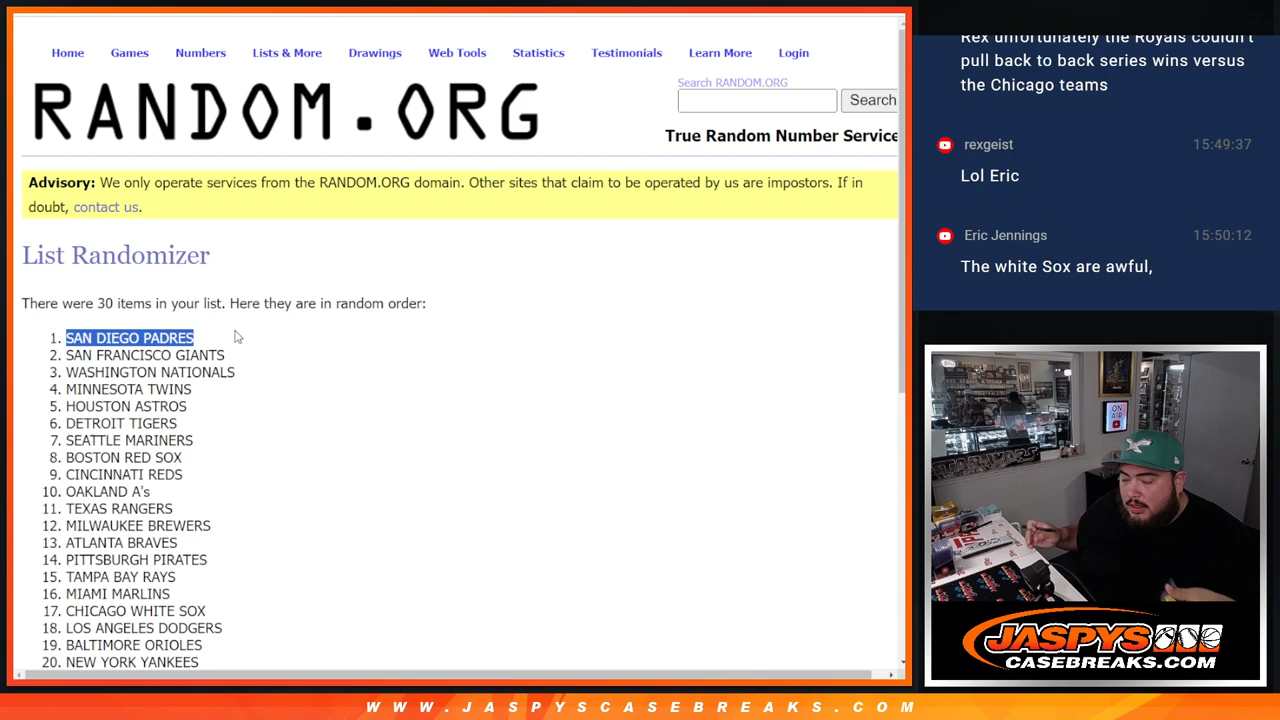 Home Games Numbers Lists & More Drawings Web Tools Statistics Testimonials Learn More Login
RANDOM.ORG
Search RANDOM.ORG
Search
True Random Number Service
Advisory: We only operate services from the RANDOM.ORG domain. Other sites that claim to be operated by us are impostors. If in
doubt, contact us.
List Randomizer
There were 30 items in your list. Here they are in random order:
1. SAN DIEGO PADRES
2. SAN FRANCISCO GIANTS
3. WASHINGTON NATIONALS
4. MINNESOTA TWINS
5. HOUSTON ASTROS
6. DETROIT TIGERS
7. SEATTLE MARINERS
8. BOSTON RED SOX
9. CINCINNATI REDS
10. OAKLAND A's
11. TEXAS RANGERS
12. MILWAUKEE BREWERS
13. ATLANTA BRAVES
14. PITTSBURGH PIRATES
15. TAMPA BAY RAYS
16. MIAMI MARLINS
17. CHICAGO WHITE SOX
18. LOS ANGELES DODGERS
19. BALTIMORE ORIOLES
20. NEW YORK YANKEES
Rex unfortunately the Royals couldn't
pull back to back series wins versus
the Chicago teams
rexgeist 15:49:37
Lol Eric
Eric Jennings 15:50:12
The white Sox are awful,
ON
AIR
STAR WARS
JASPYS
CASEBREAKS.COM
WWW.JASPYSCASEBREAKS.COM